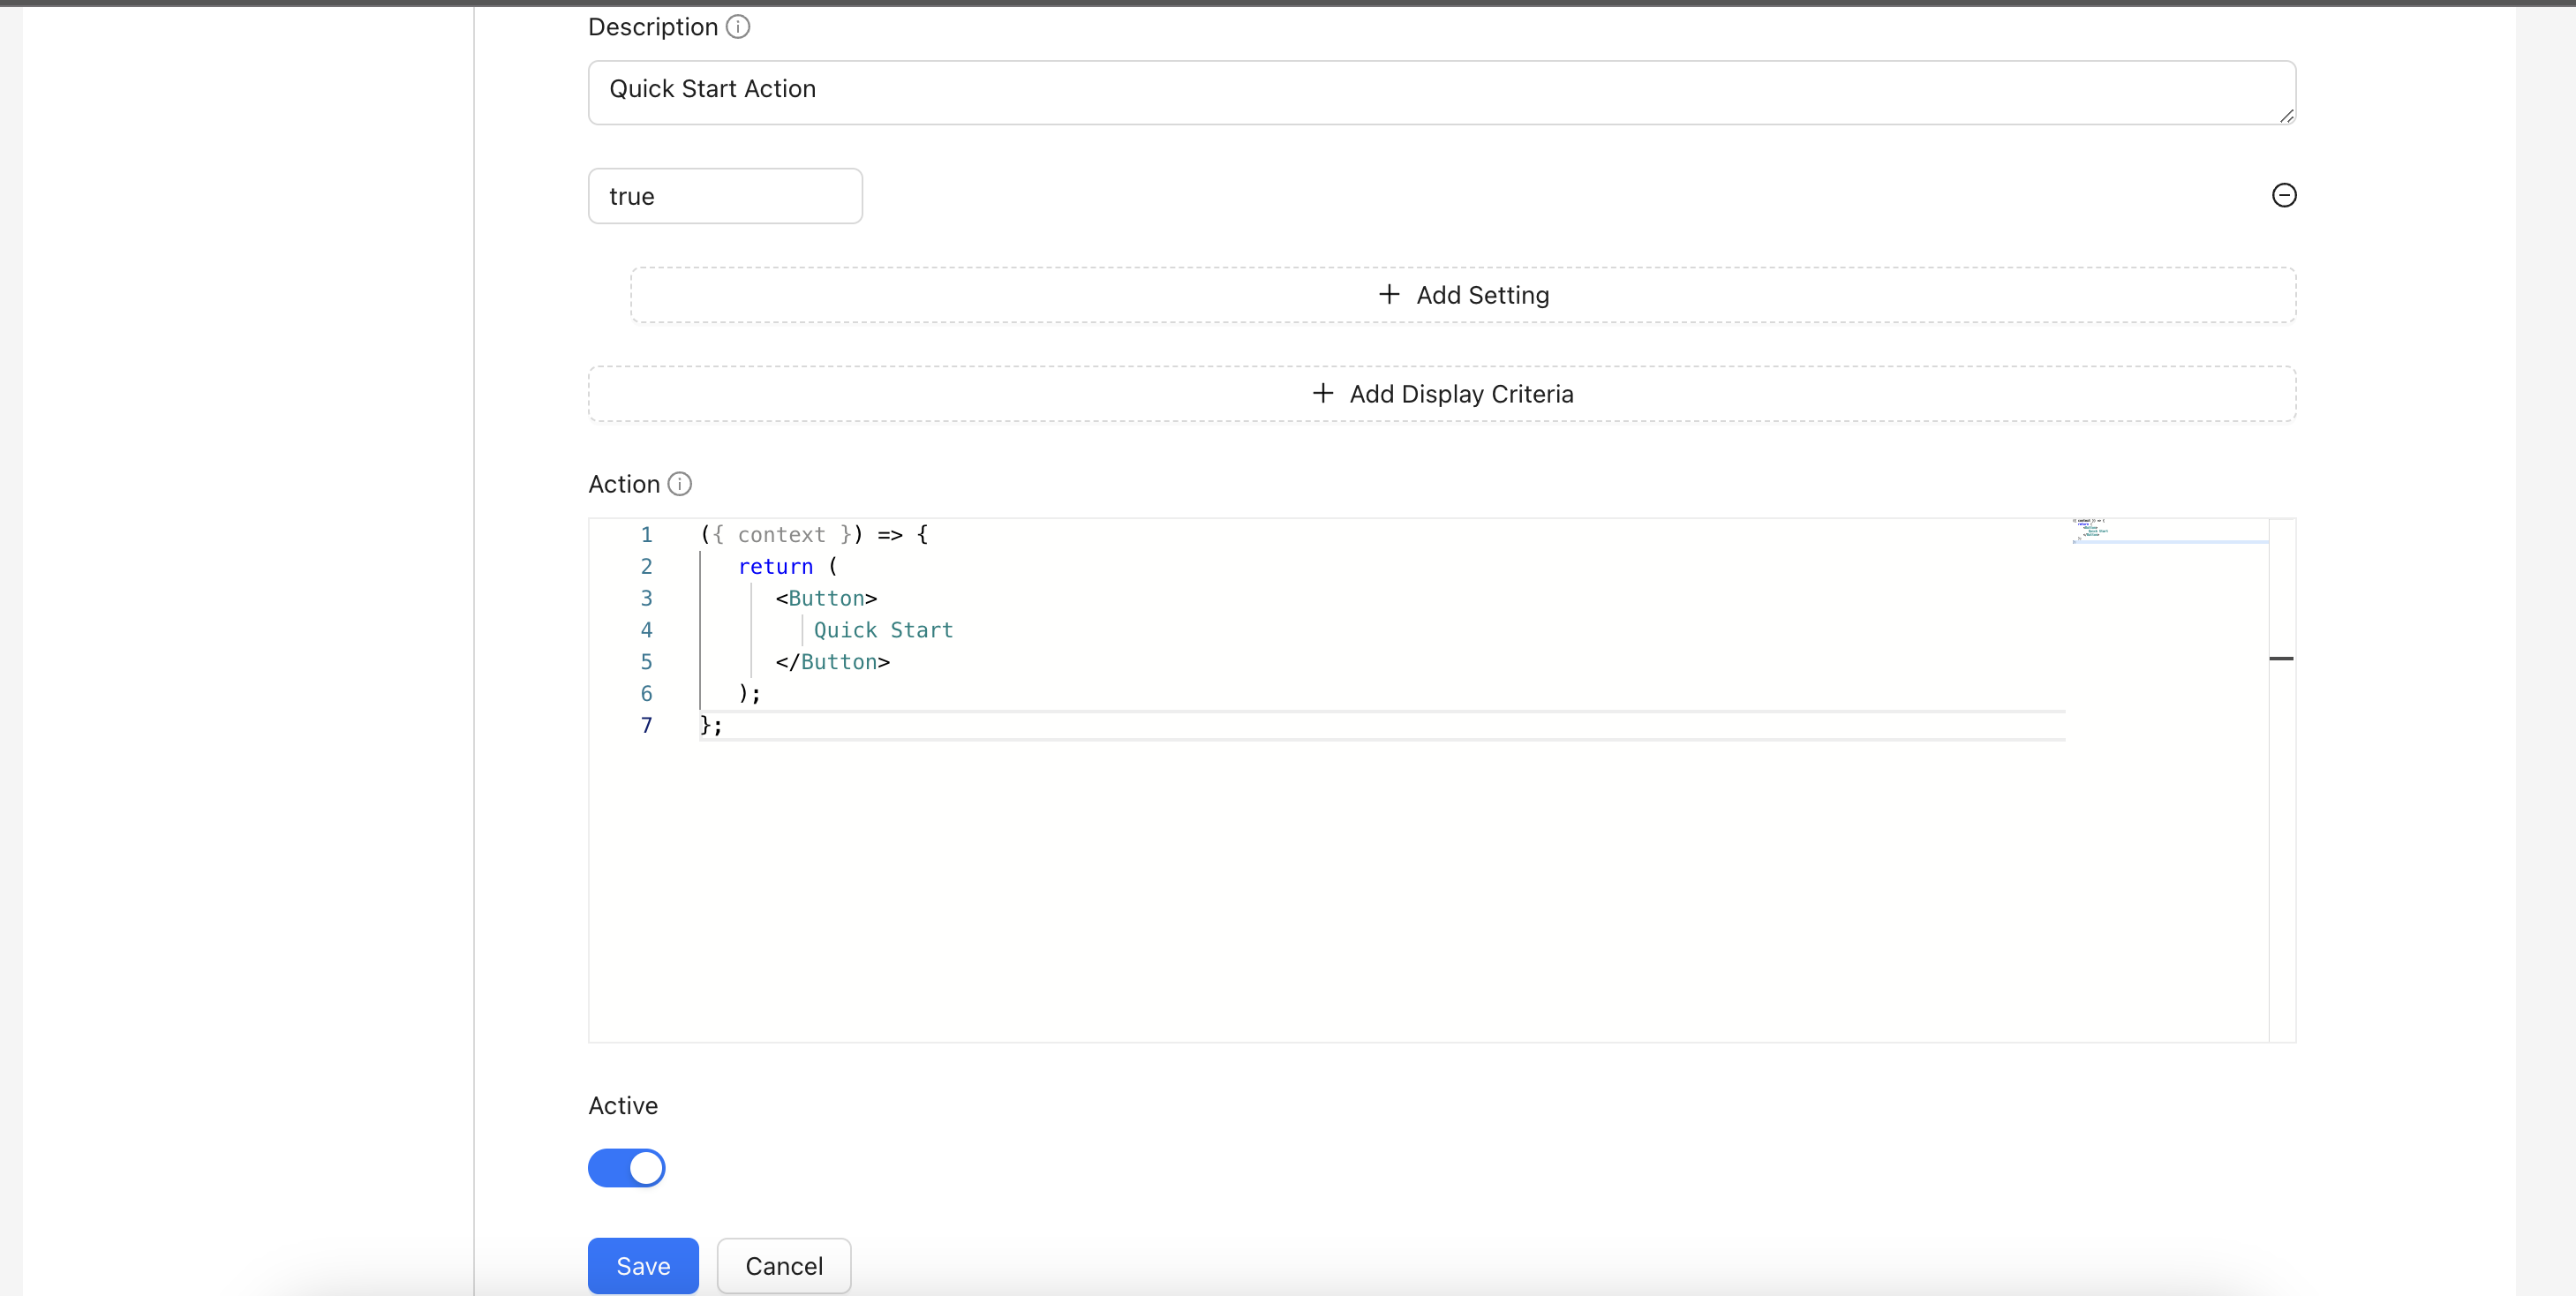 Description
Quick Start Action
true
+ Add Setting
+ Add Display Criteria
Action
1 ({ context }) => {
2 return (
3 <Button>
4 Quick Start
5 </Button>
6 );
7 };
Active
Save Cancel